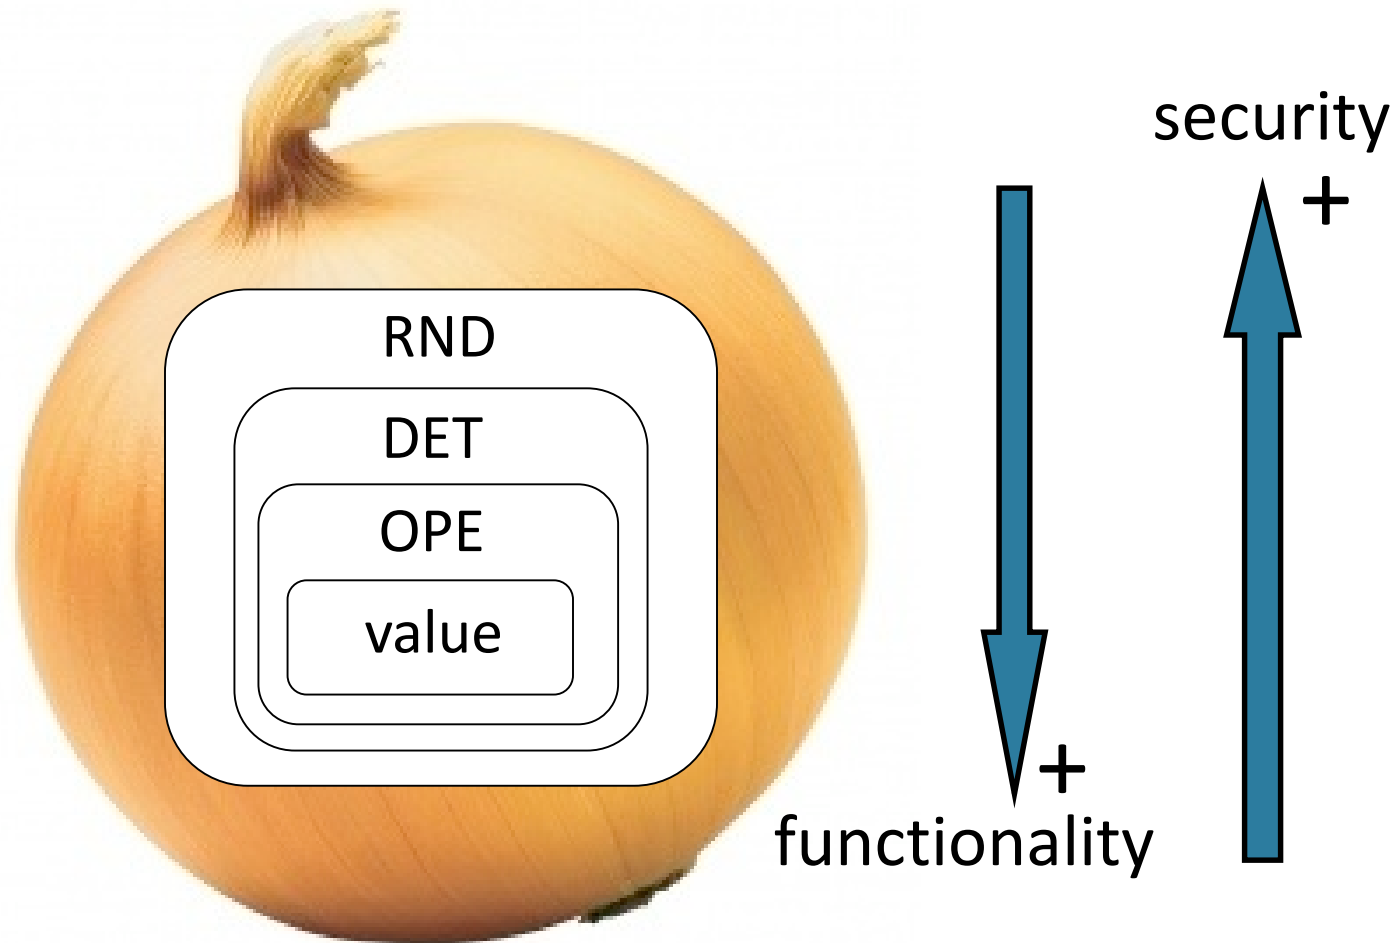 security
+
RND
DET
OPE
value
+
functionality